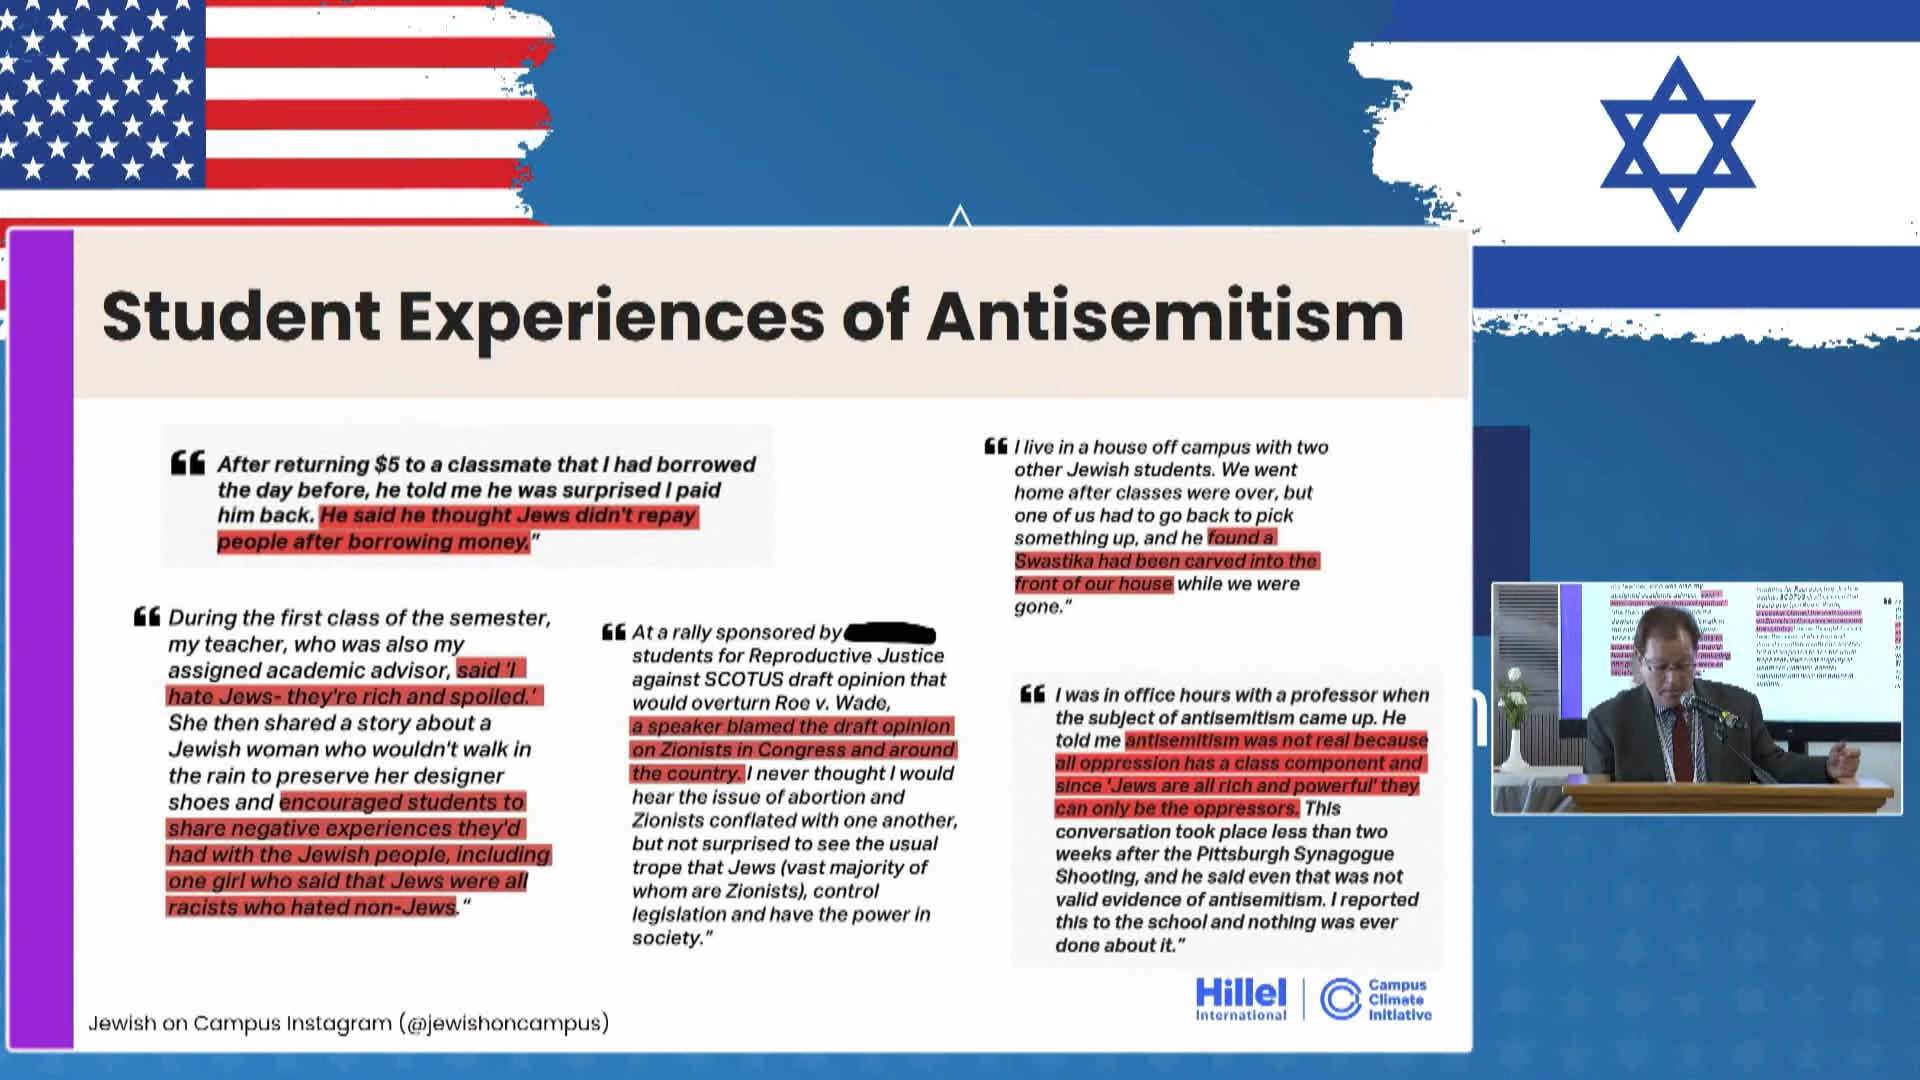 Student Experiences of Antisemitism
“ After returning $5 to a classmate that I had borrowed
the day before, he told me he was surprised I paid
him back. He said he thought Jews didn't repay
people after borrowing money.”
“ I live in a house off campus with two
other Jewish students. We went
home after classes were over, but
one of us had to go back to pick
something up, and he found a
Swastika had been carved into the
front of our house while we were
gone.”
“ During the first class of the semester,
my teacher, who was also my
assigned academic advisor, said 'I
hate Jews- they're rich and spoiled.'
She then shared a story about a
Jewish woman who wouldn't walk in
the rain to preserve her designer
shoes and encouraged students to
share negative experiences they'd
had with the Jewish people, including
one girl who said that Jews were all
racists who hated non-Jews.“
“ At a rally sponsored by
students for Reproductive Justice
against SCOTUS draft opinion that
would overturn Roe v. Wade,
a speaker blamed the draft opinion
on Zionists in Congress and around
the country. I never thought I would
hear the issue of abortion and
Zionists conflated with one another,
but not surprised to see the usual
trope that Jews (vast majority of
whom are Zionists), control
legislation and have the power in
society.”
“ I was in office hours with a professor when
the subject of antisemitism came up. He
told me antisemitism was not real because
all oppression has a class component and
since 'Jews are all rich and powerful' they
can only be the oppressors. This
conversation took place less than two
weeks after the Pittsburgh Synagogue
Shooting, and he said even that was not
valid evidence of antisemitism. I reported
this to the school and nothing was ever
done about it.”
Hillel
International
Campus
Climate
Initiative
Jewish on Campus Instagram (@jewishoncampus)